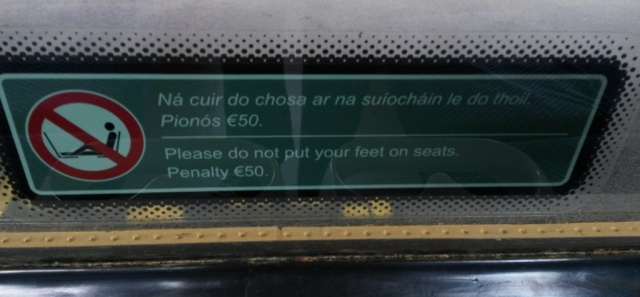 Ná cuir do chosa ar na suíocháin le do thoil.
Pionós €50.
Please do not put your feet on seats.
Penalty €50.